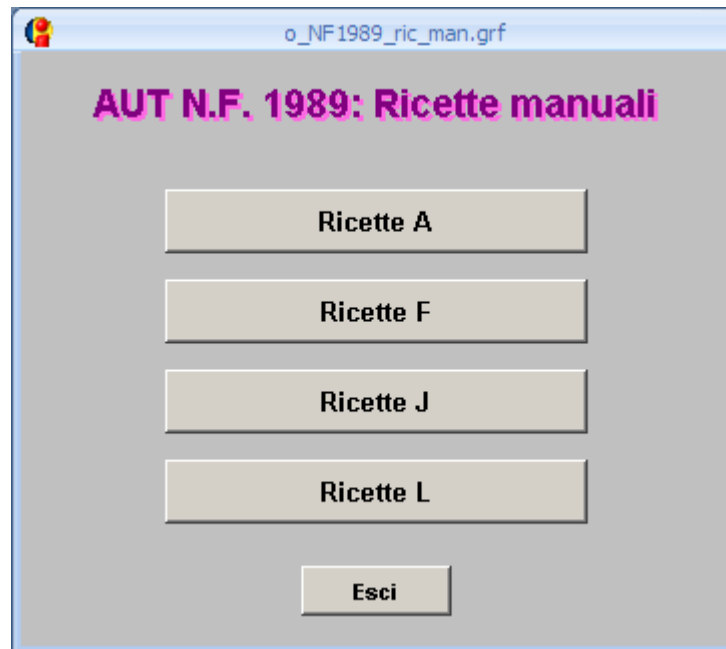 o_NF1989_ric_man.grf
AUT N.F. 1989: Ricette manuali
Ricette A
Ricette F
Ricette J
Ricette L
Esci